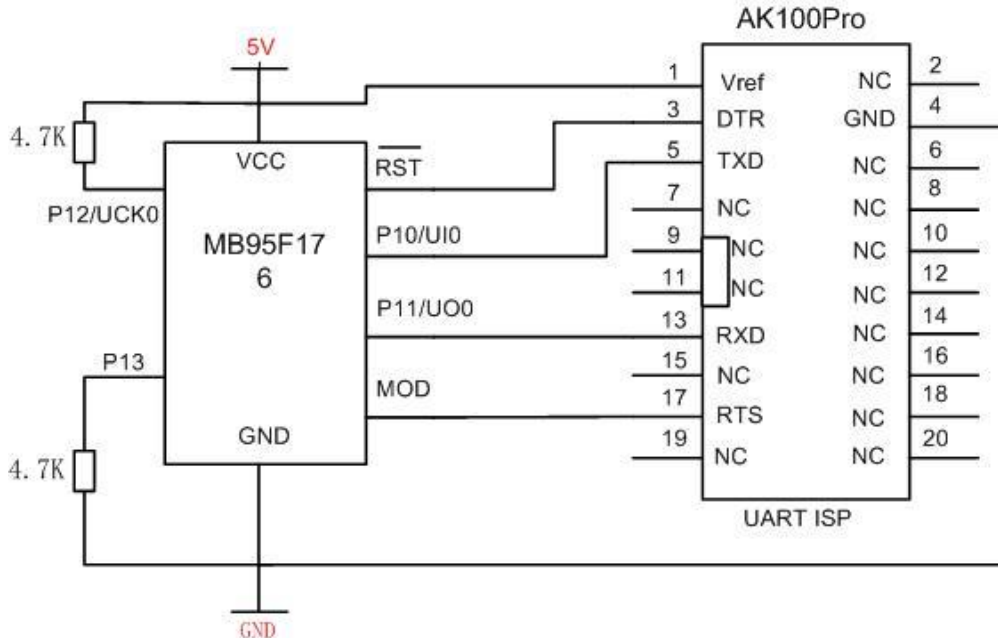 AK100Pro
5V
1
Vref
NC
2
3
DTR
GND
4
4.7K
VCC
RST
5
TXD
NC
6
P12/UCK0
7
NC
NC
8
MB95F17
6
P10/UI0
9
NC
NC
10
11
NC
NC
12
P11/UO0
13
RXD
NC
14
P13
15
NC
NC
16
MOD
17
RTS
NC
18
GND
19
NC
NC
20
4.7K
UART ISP
GND